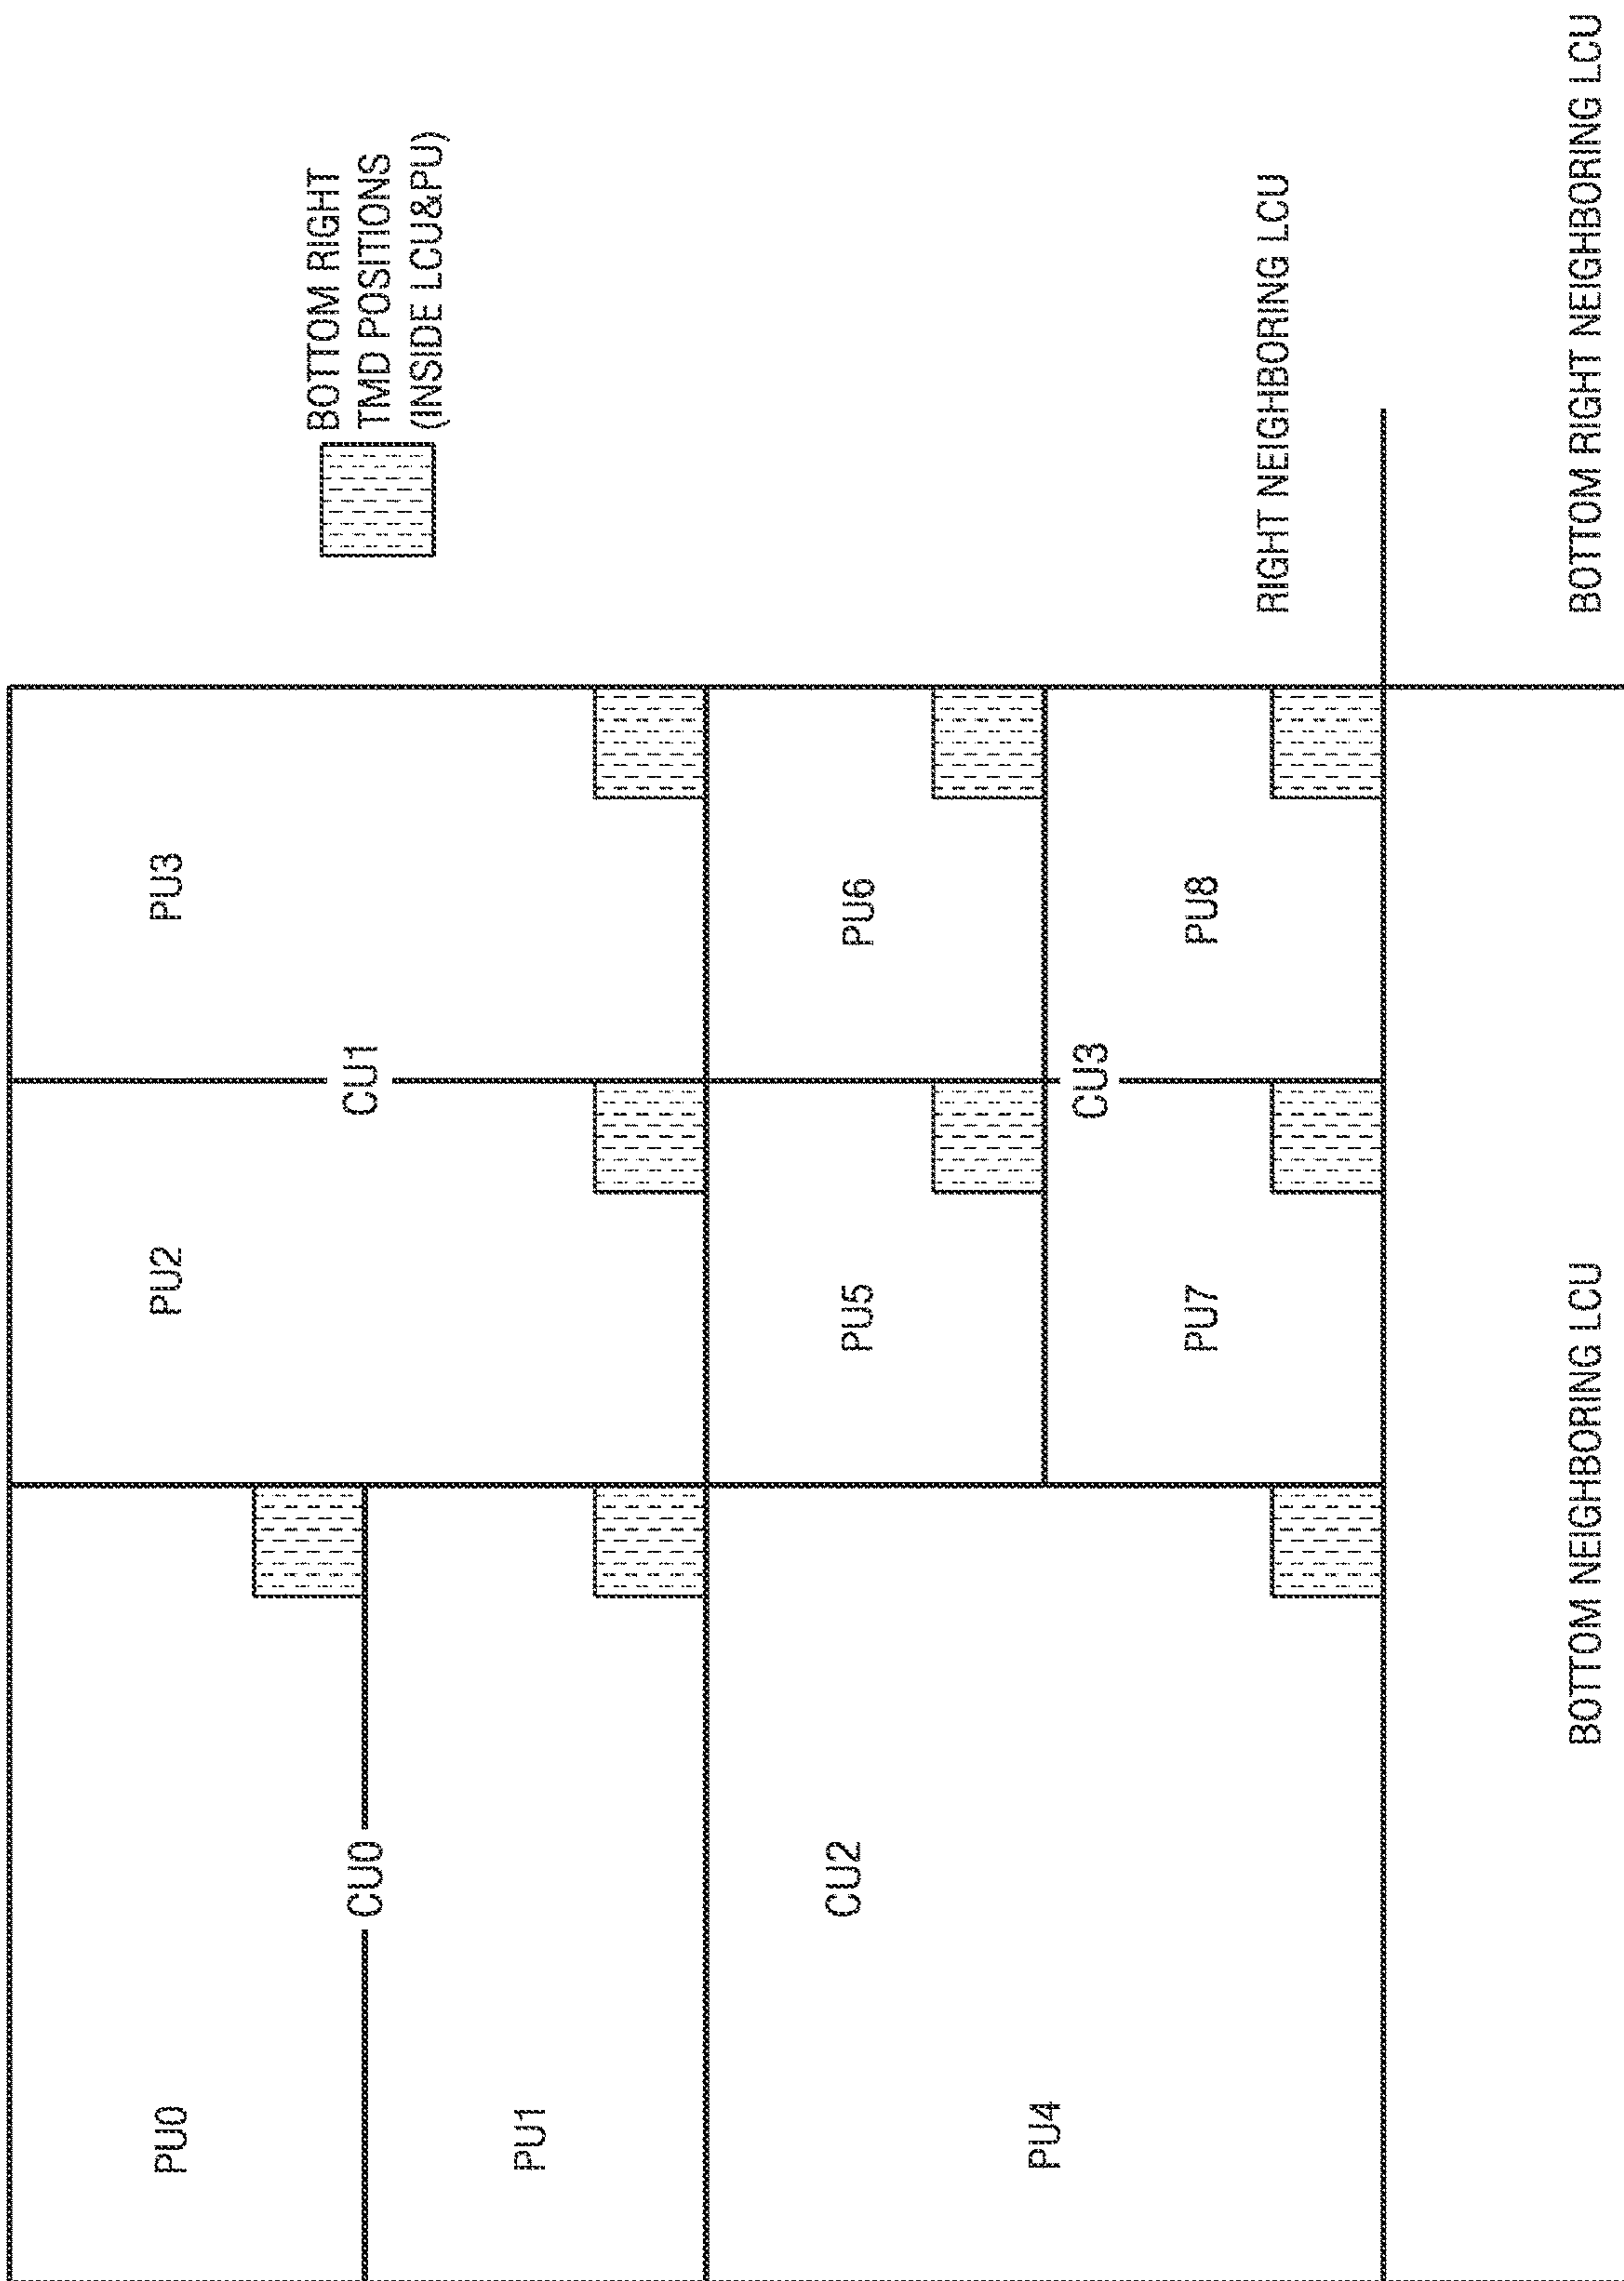 PU0
CU0
PU1
PU2
CU1
PU3
BOTTOM RIGHT
TMD POSITIONS
(INSIDE LCU&PU)
CU2
PU4
PU5
PU6
CU3
PU7
PU8
RIGHT NEIGHBORING LCU
BOTTOM NEIGHBORING LCU
BOTTOM RIGHT NEIGHBORING LCU